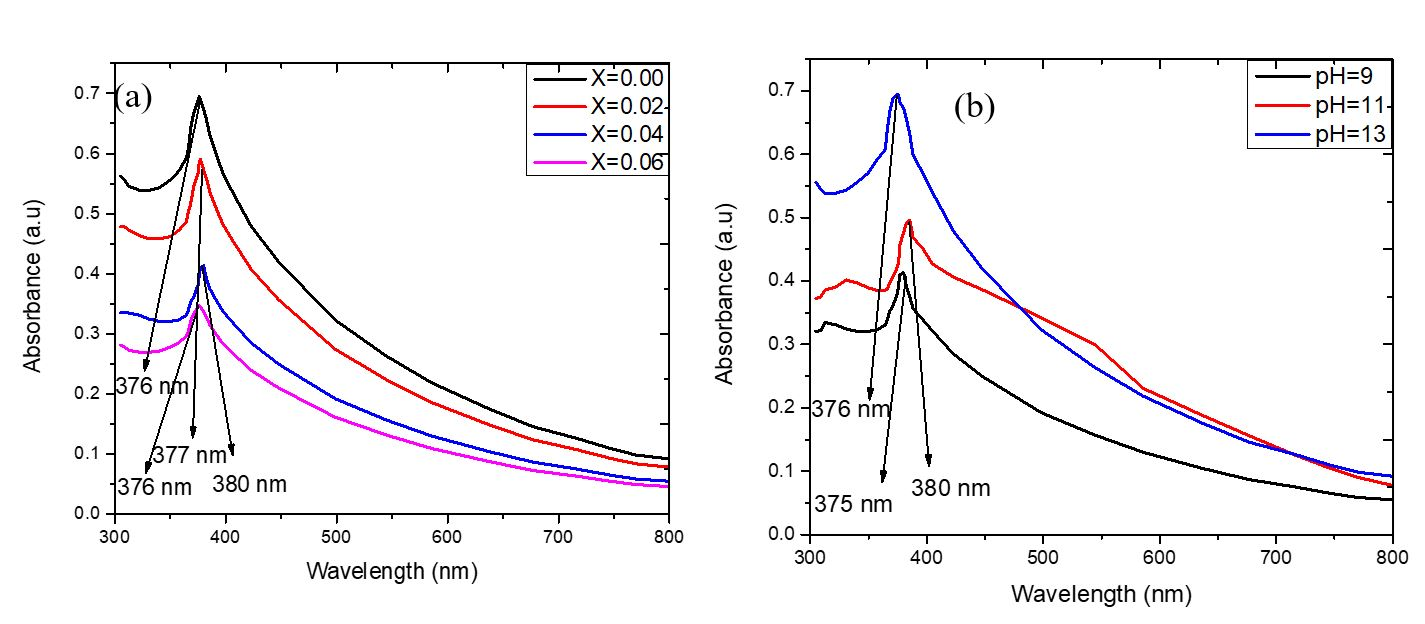 (a)
X=0.00
X=0.02
X=0.04
X=0.06
Absorbance (a.u)
0.7
0.6
0.5
0.4
0.3
0.2
0.1
0.0
376 nm
377 nm
376 nm
380 nm
300 400 500 600 700 800
Wavelength (nm)
(b)
pH=9
pH=11
pH=13
Absorbance (a.u)
0.7
0.6
0.5
0.4
0.3
0.2
0.1
0.0
376 nm
375 nm
380 nm
300 400 500 600 700 800
Wavelength (nm)